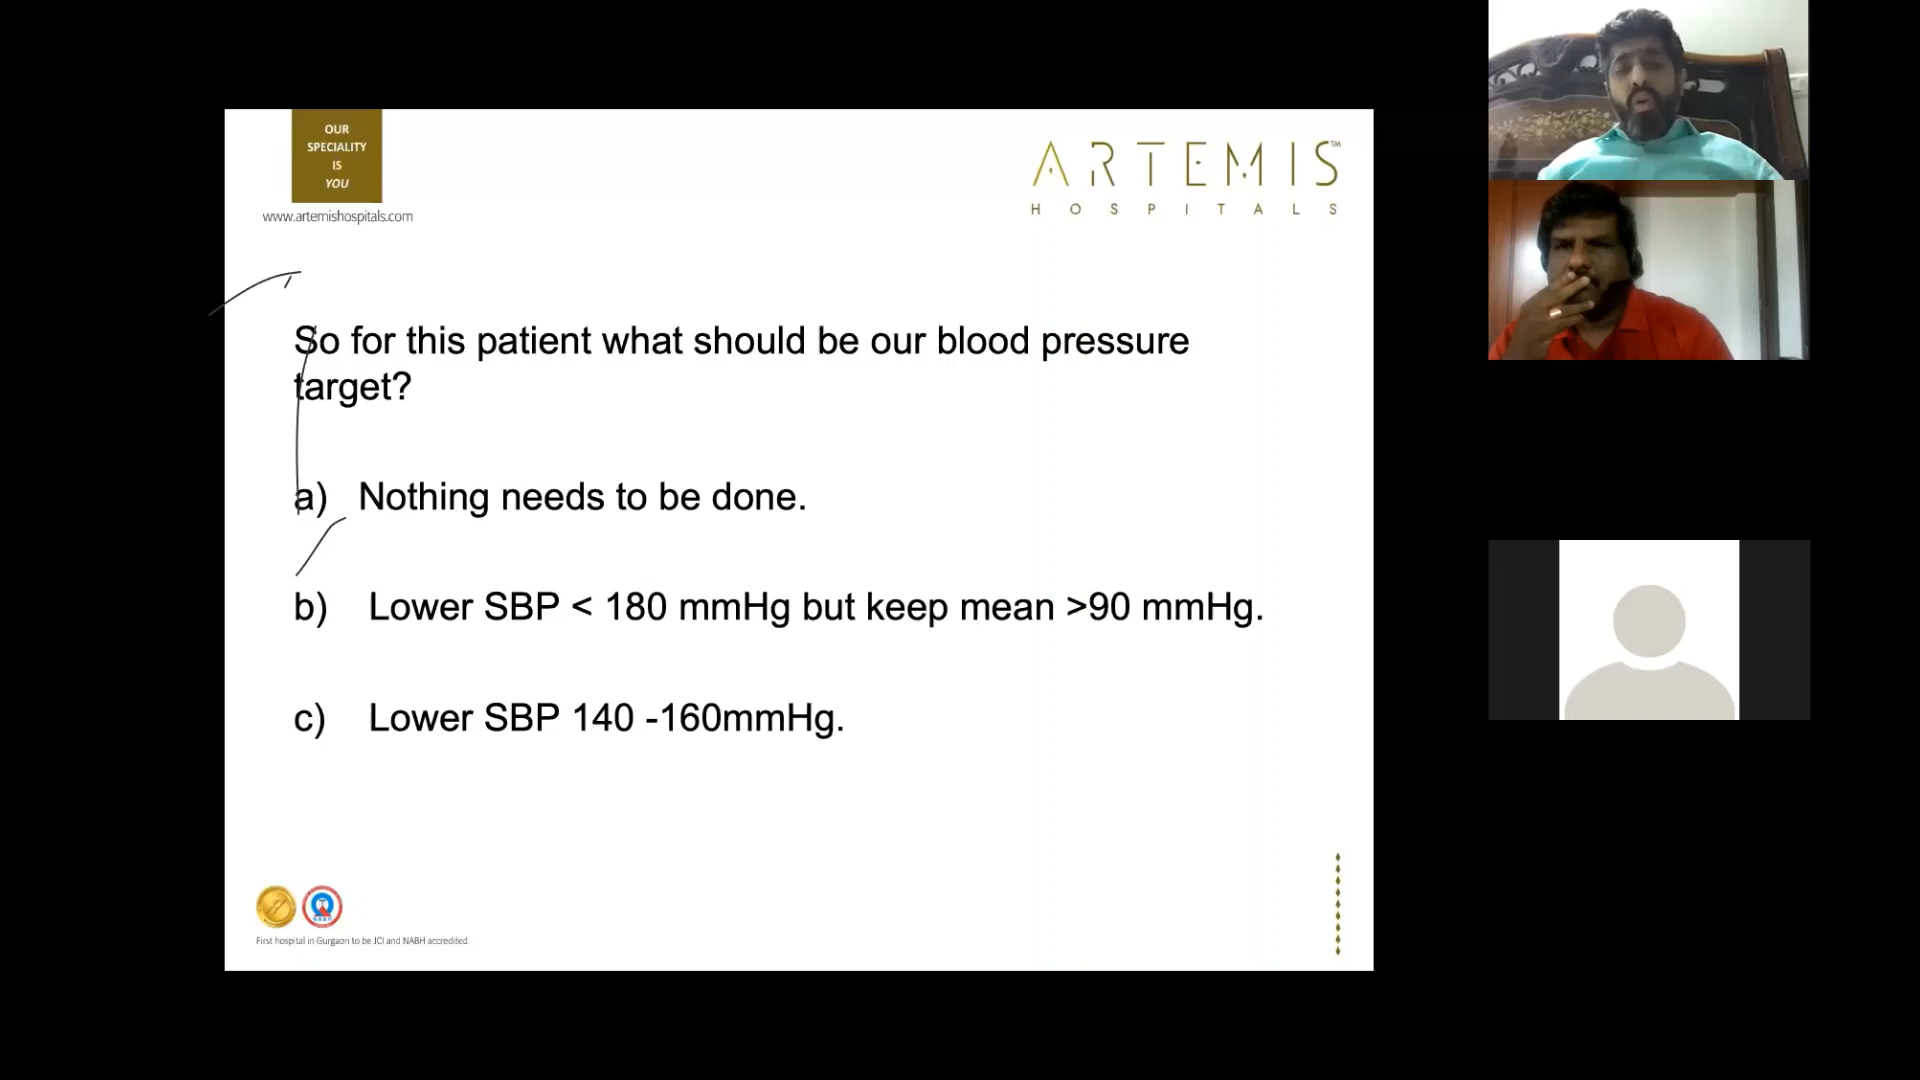 OUR
SPECIALITY
IS
YOU
www.artemishospitals.com
ARTEMIS™
HOSPITALS
So for this patient what should be our blood pressure
target?
a) Nothing needs to be done.
b) Lower SBP < 180 mmHg but keep mean >90 mmHg.
c) Lower SBP 140 -160mmHg.
First hospital in Gurgaon to be JCI and NABH accredited.